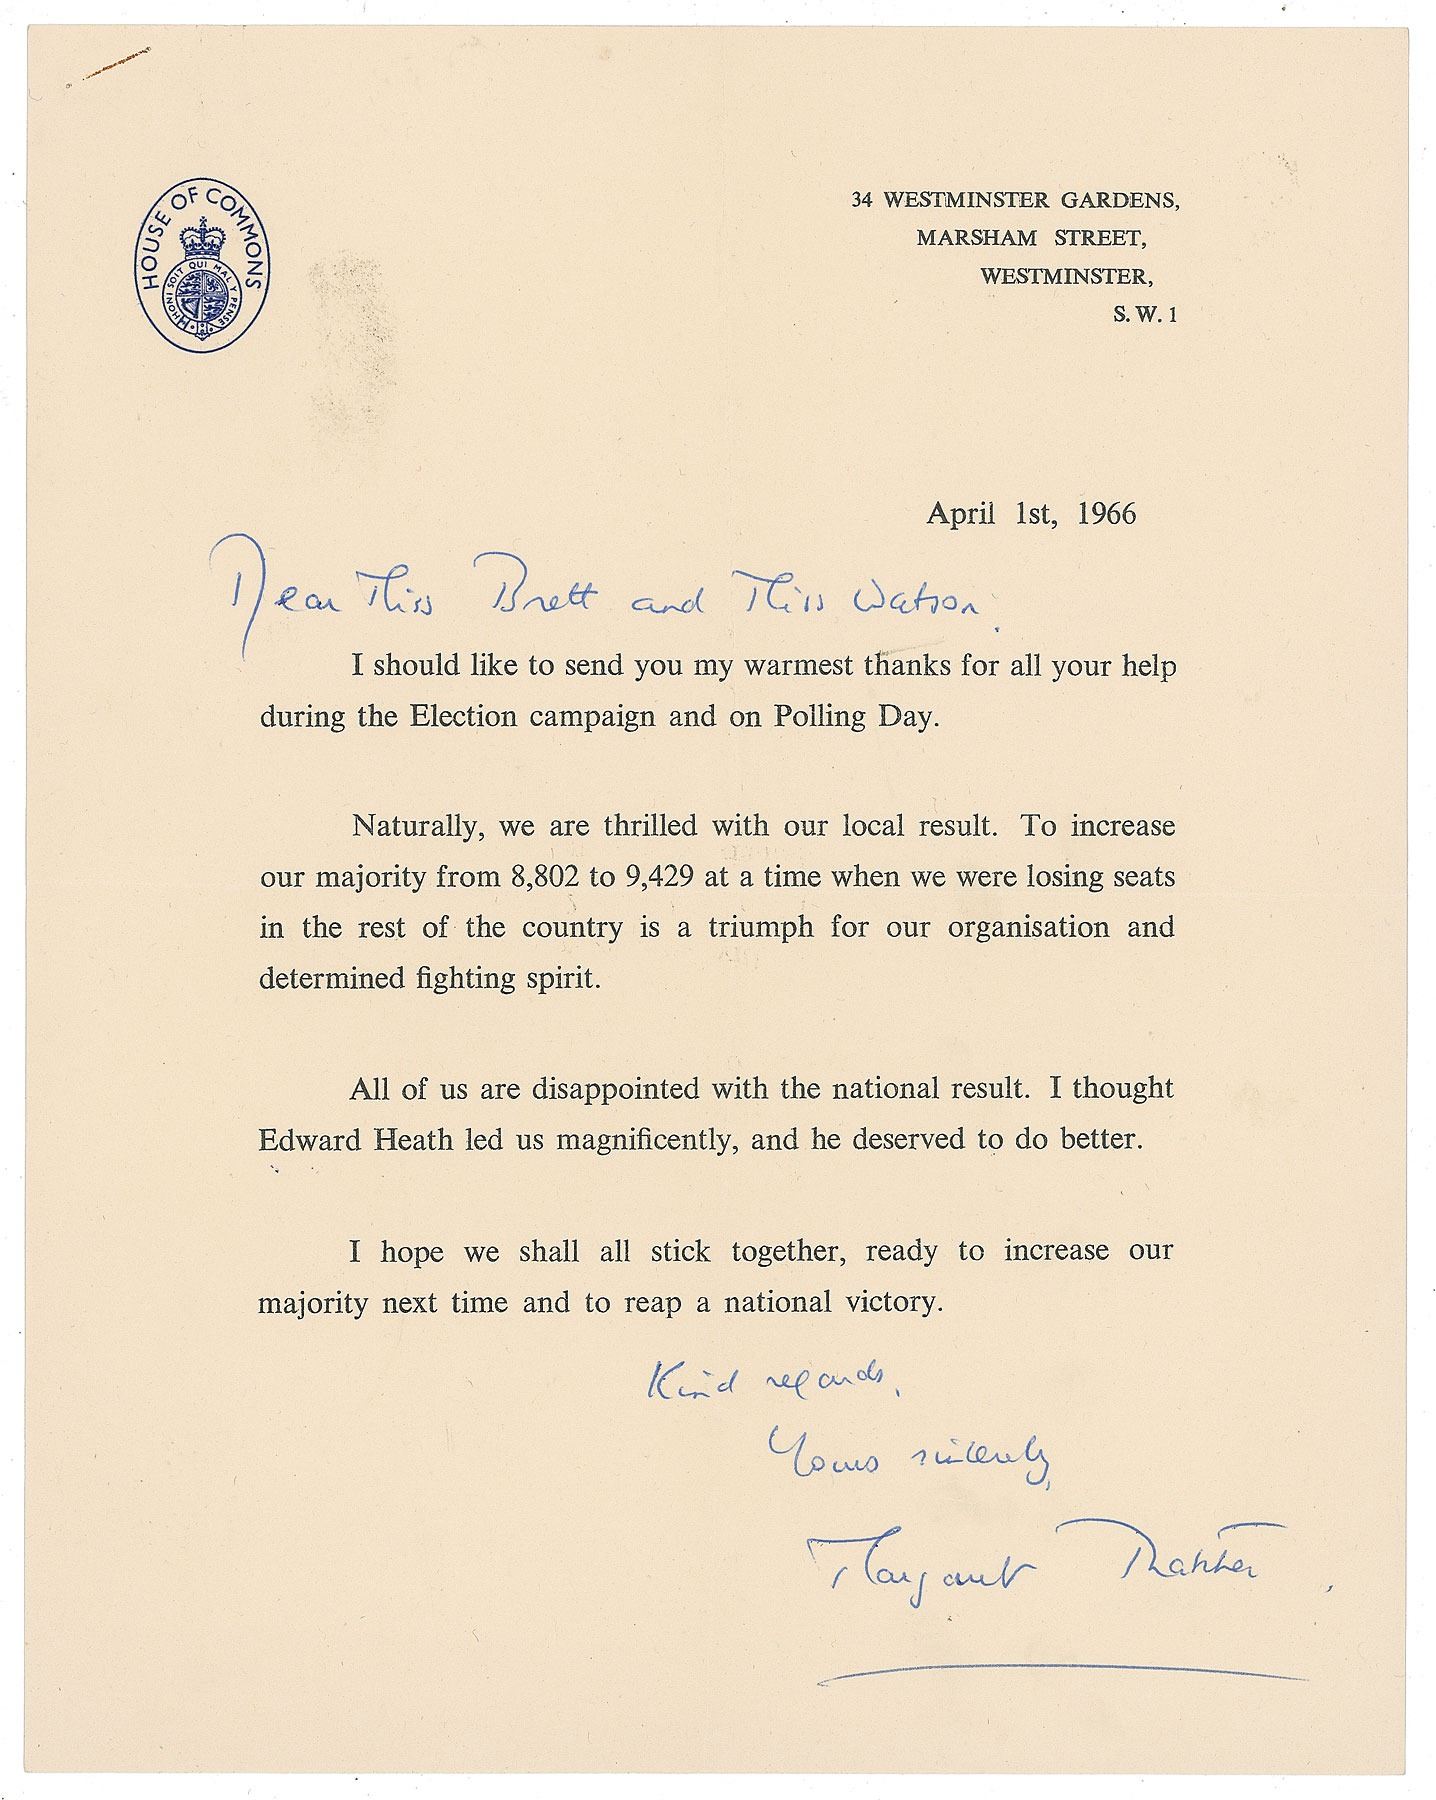 HOUSE OF COMMONS
HONI SOIT QUI MAL Y PENSE
34 WESTMINSTER GARDENS,
MARSHAM STREET,
WESTMINSTER,
S.W.1
April 1st, 1966
Dear Miss Brett and Miss Watson.
I should like to send you my warmest thanks for all your help
during the Election campaign and on Polling Day.
Naturally, we are thrilled with our local result. To increase
our majority from 8,802 to 9,429 at a time when we were losing seats
in the rest of the country is a triumph for our organisation and
determined fighting spirit.
All of us are disappointed with the national result. I thought
Edward Heath led us magnificently, and he deserved to do better.
I hope we shall all stick together, ready to increase our
majority next time and to reap a national victory.
Kind regards,
Yours sincerely,
Margaret Thatcher.